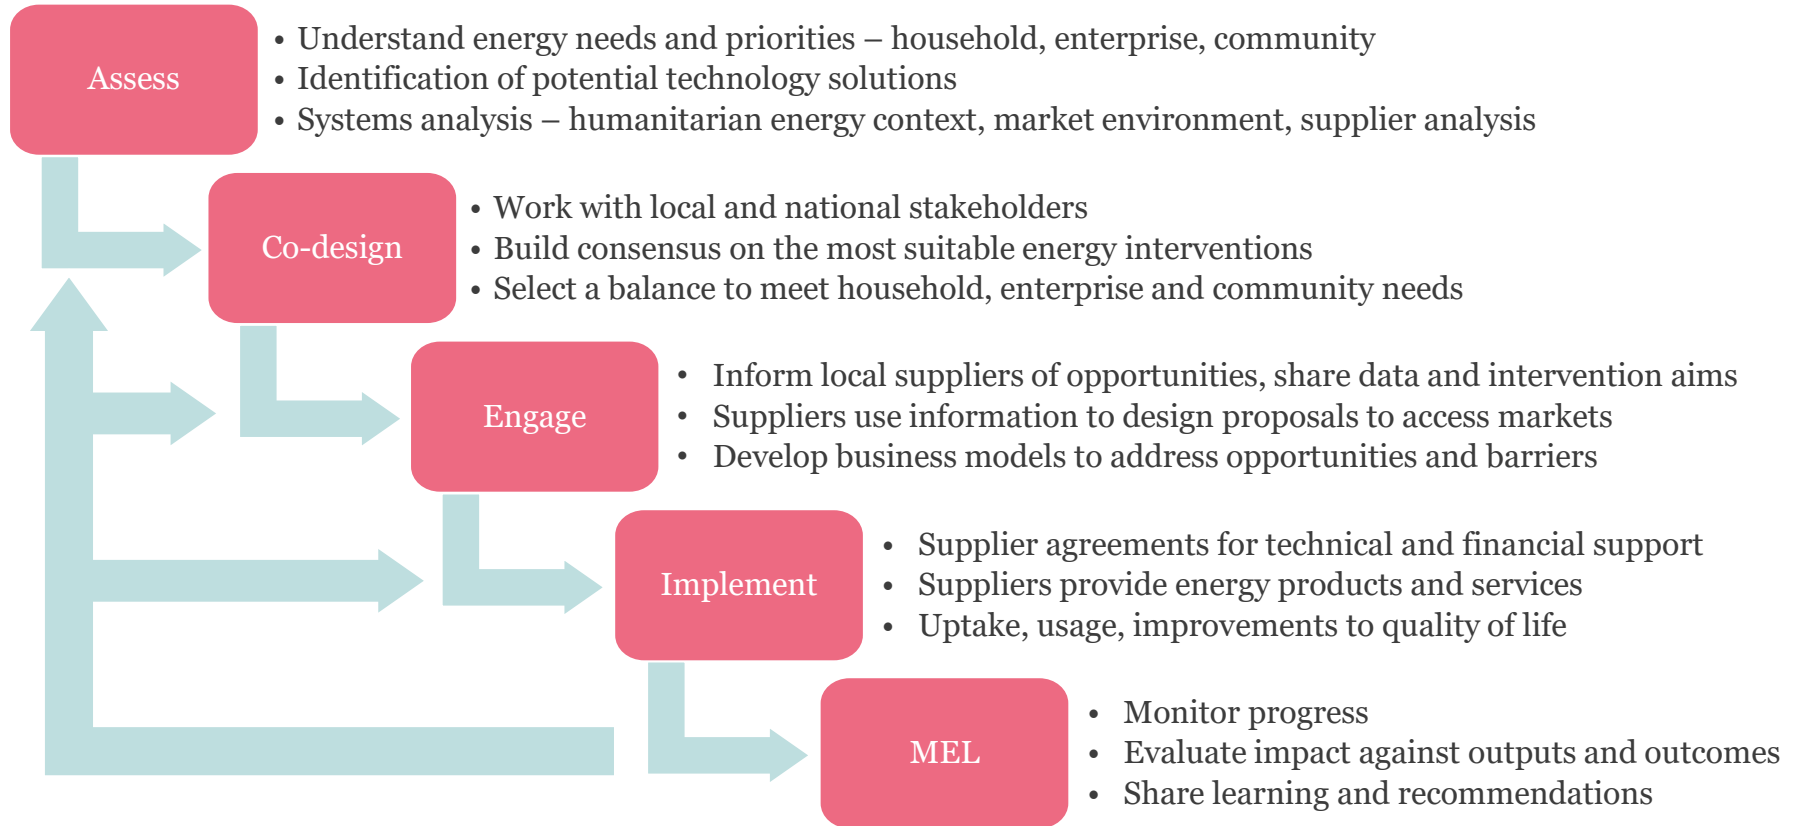 Assess
• Understand energy needs and priorities – household, enterprise, community
• Identification of potential technology solutions
• Systems analysis – humanitarian energy context, market environment, supplier analysis
Co-design
• Work with local and national stakeholders
• Build consensus on the most suitable energy interventions
• Select a balance to meet household, enterprise and community needs
Engage
• Inform local suppliers of opportunities, share data and intervention aims
• Suppliers use information to design proposals to access markets
• Develop business models to address opportunities and barriers
Implement
• Supplier agreements for technical and financial support
• Suppliers provide energy products and services
• Uptake, usage, improvements to quality of life
MEL
• Monitor progress
• Evaluate impact against outputs and outcomes
• Share learning and recommendations